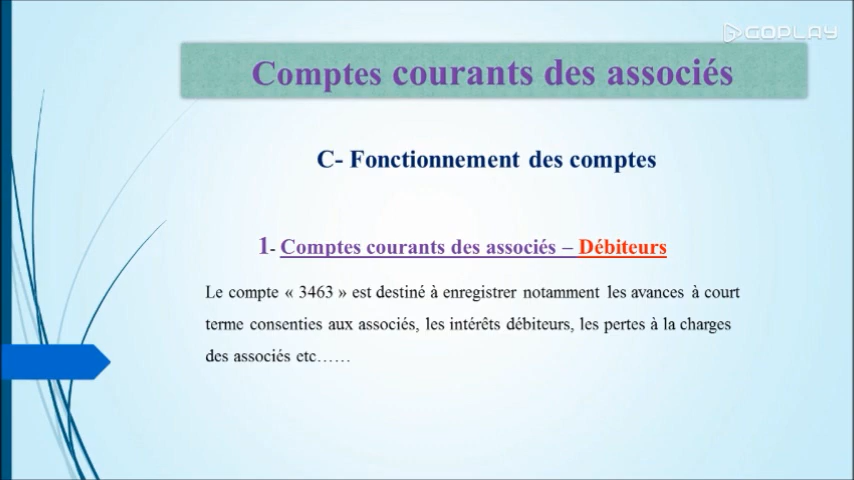 GOPLAY
Comptes courants des associés
C- Fonctionnement des comptes
1- Comptes courants des associés – Débiteurs
Le compte « 3463 » est destiné à enregistrer notamment les avances à court
terme consenties aux associés, les intérêts débiteurs, les pertes à la charges
des associés etc……